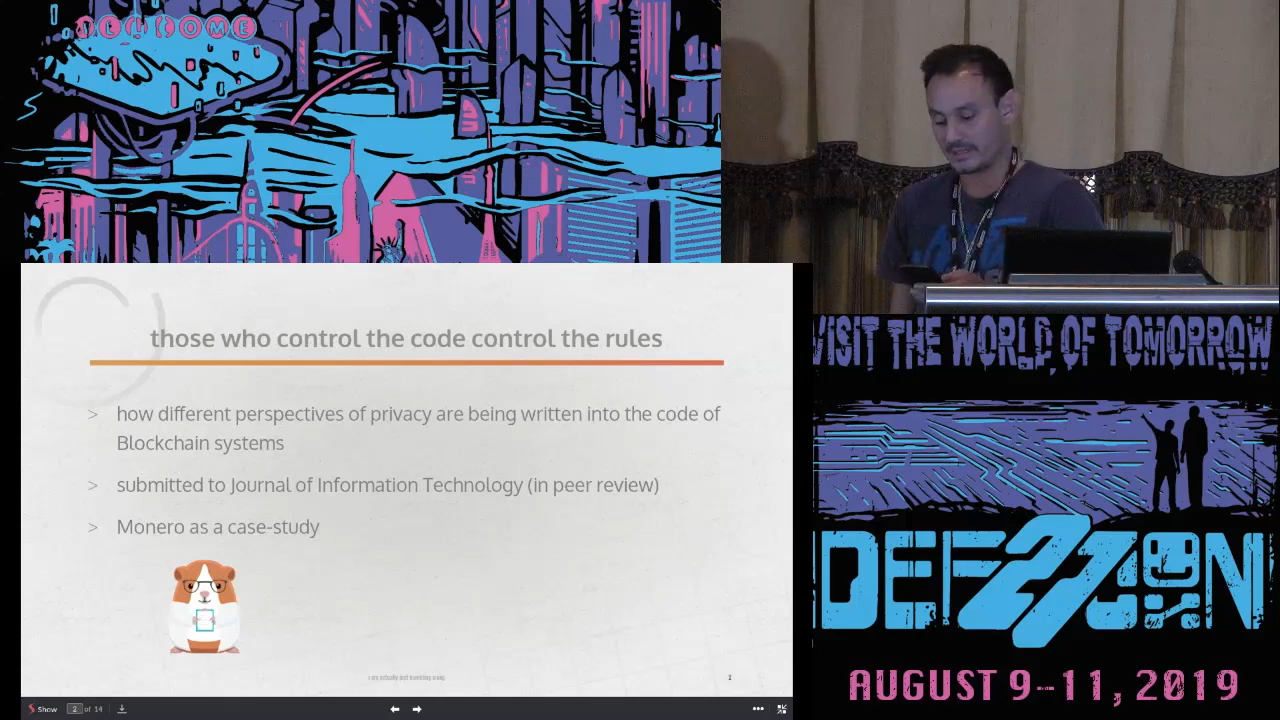 WELCOME
those who control the code control the rules
> how different perspectives of privacy are being written into the code of
Blockchain systems
> submitted to Journal of Information Technology (in peer review)
> Monero as a case-study
2
Show 2 of 14
VISIT THE WORLD OF TOMORROW
DEF 27 CON
AUGUST 9-11, 2019